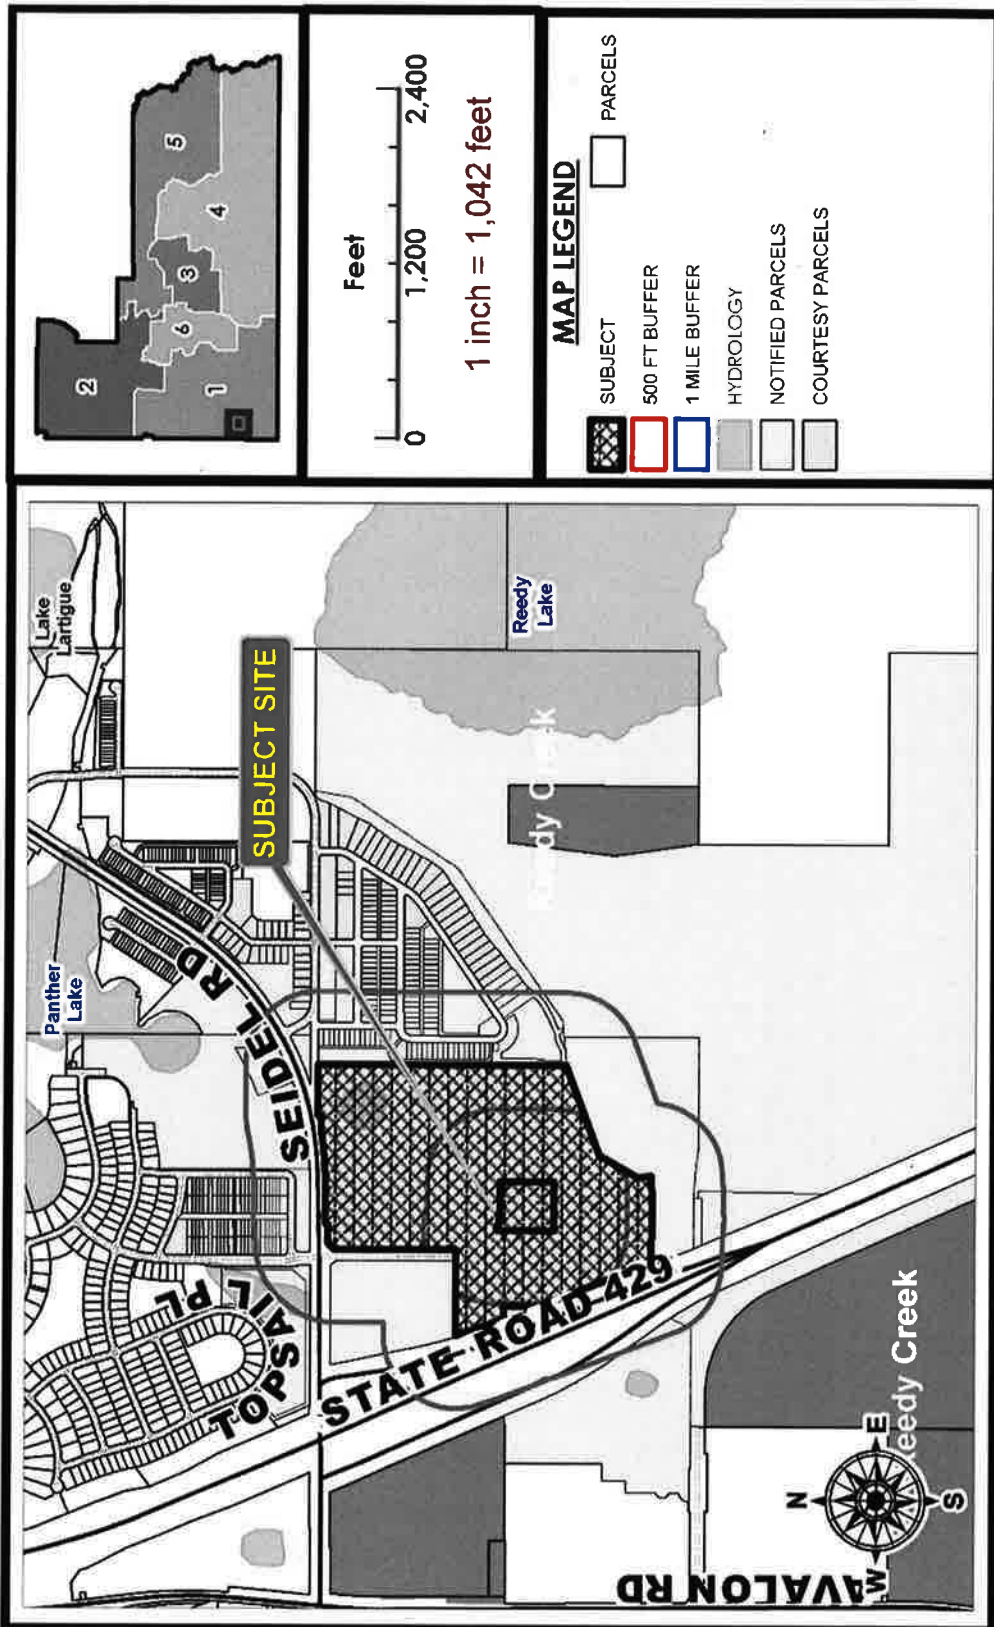 Lake
Lartigue
Panther
Lake
SEIDEL RD
SUBJECT SITE
TOPSAIL PL
STATE ROAD 429
Reedy
Lake
Reedy Creek
Reedy Creek
AVALON RD
N
W
E
S
2
5
6
3
4
1
Feet
0
1,200
2,400
1 inch = 1,042 feet
MAP LEGEND
SUBJECT
500 FT BUFFER
1 MILE BUFFER
HYDROLOGY
NOTIFIED PARCELS
COURTESY PARCELS
PARCELS